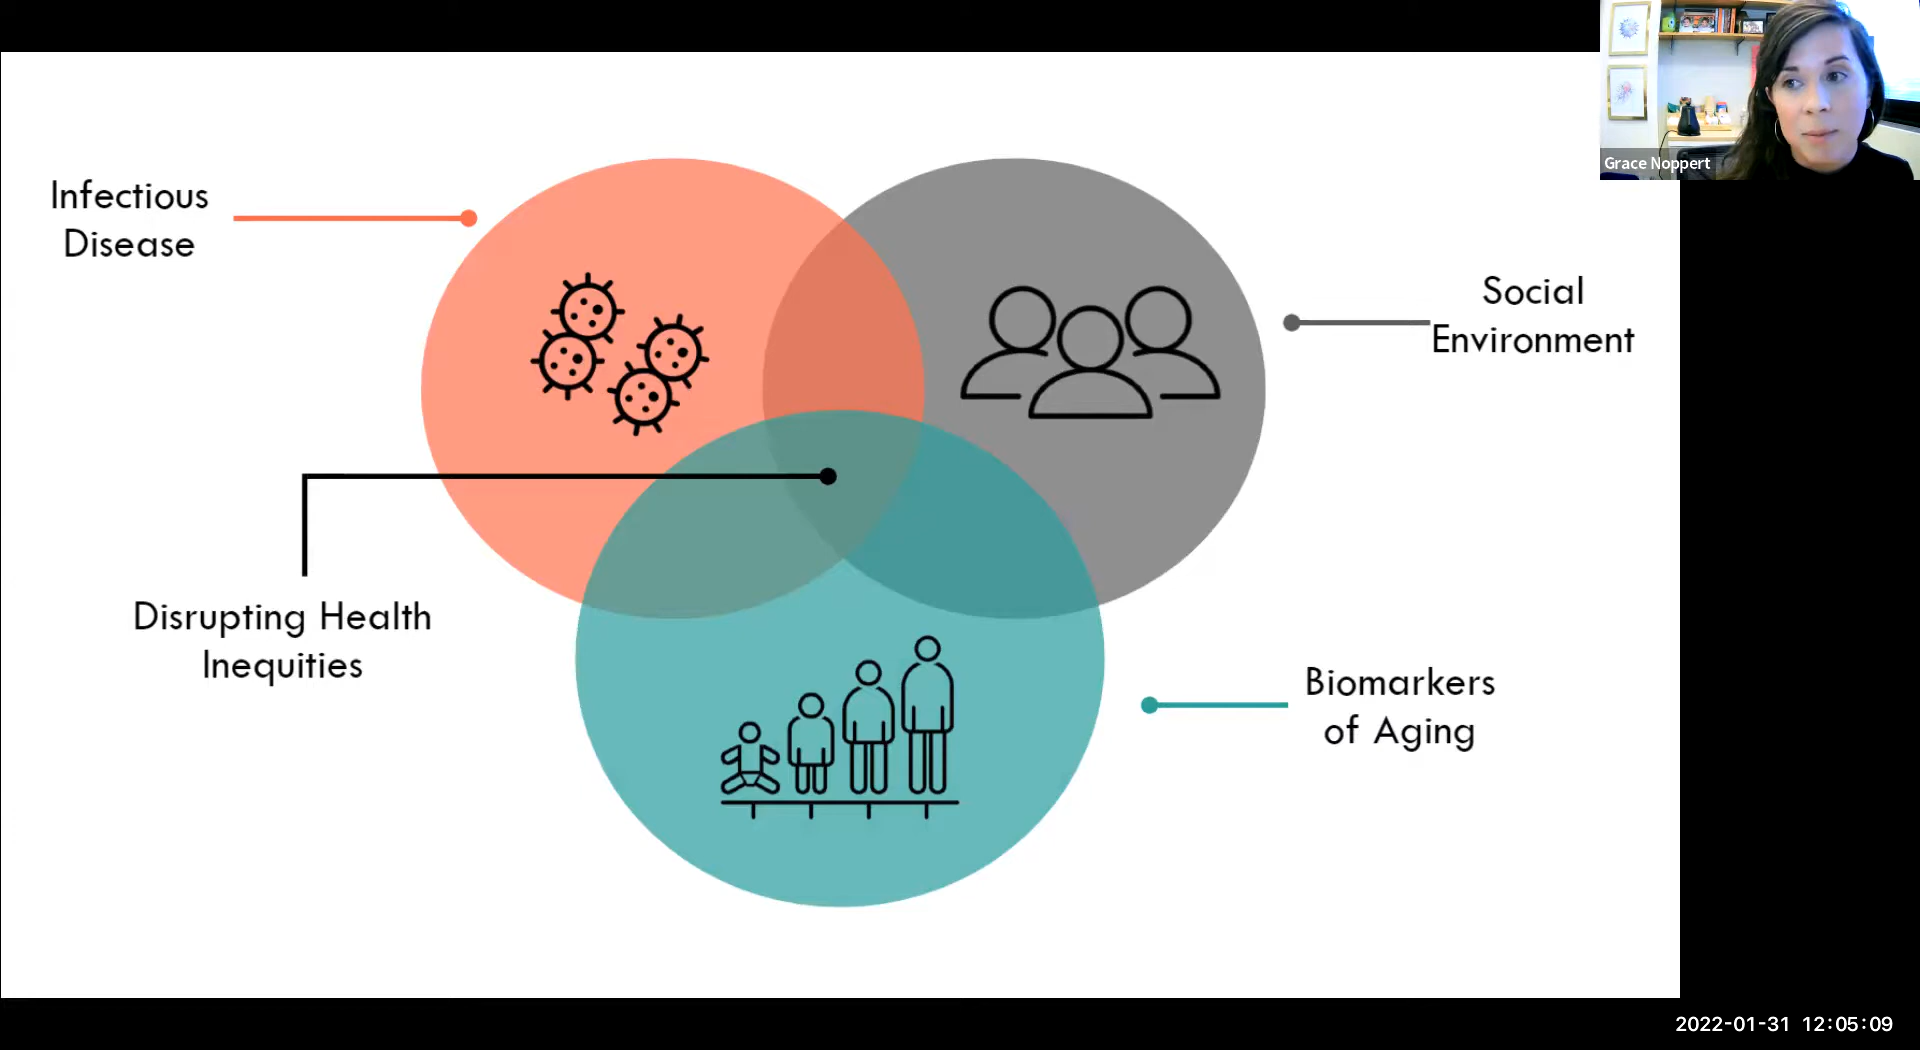 Grace Noppert
Infectious
Disease
Social
Environment
Disrupting Health
Inequities
Biomarkers
of Aging
2022-01-31 12:05:09